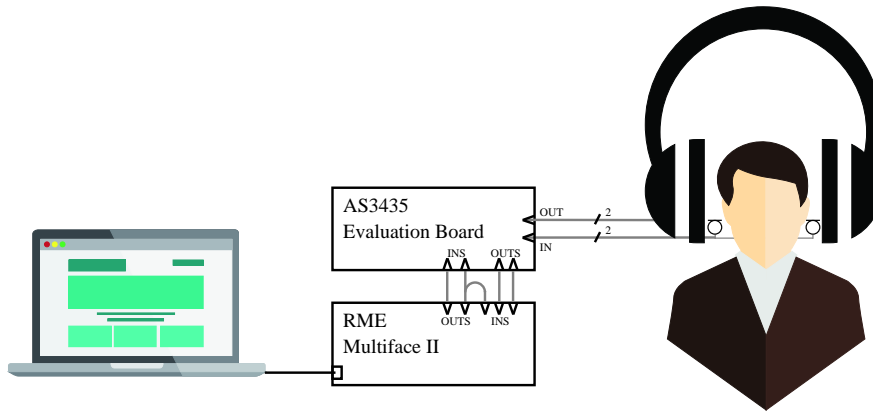 AS3435
Evaluation Board
INS
OUTS
OUT
2
2
IN
OUTS
INS
RME
Multiface II